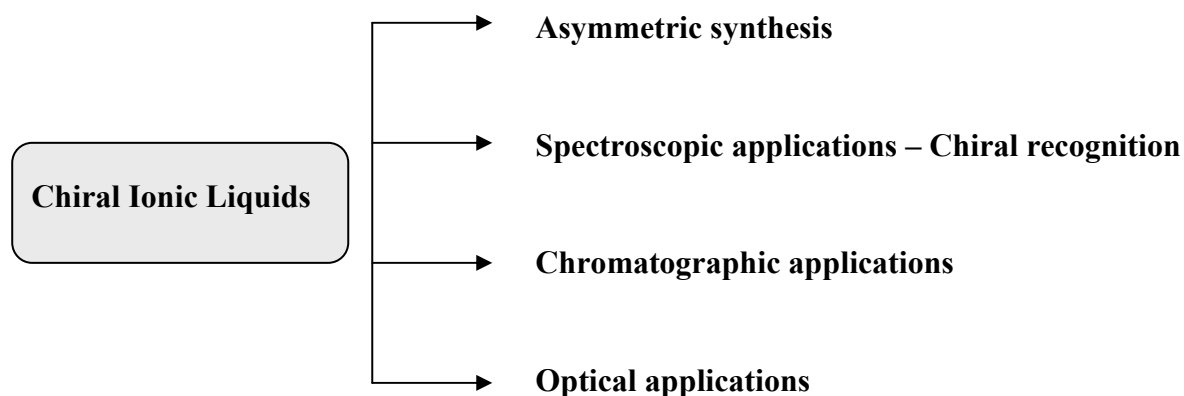 Asymmetric synthesis
Spectroscopic applications – Chiral recognition
Chiral Ionic Liquids
Chromatographic applications
Optical applications